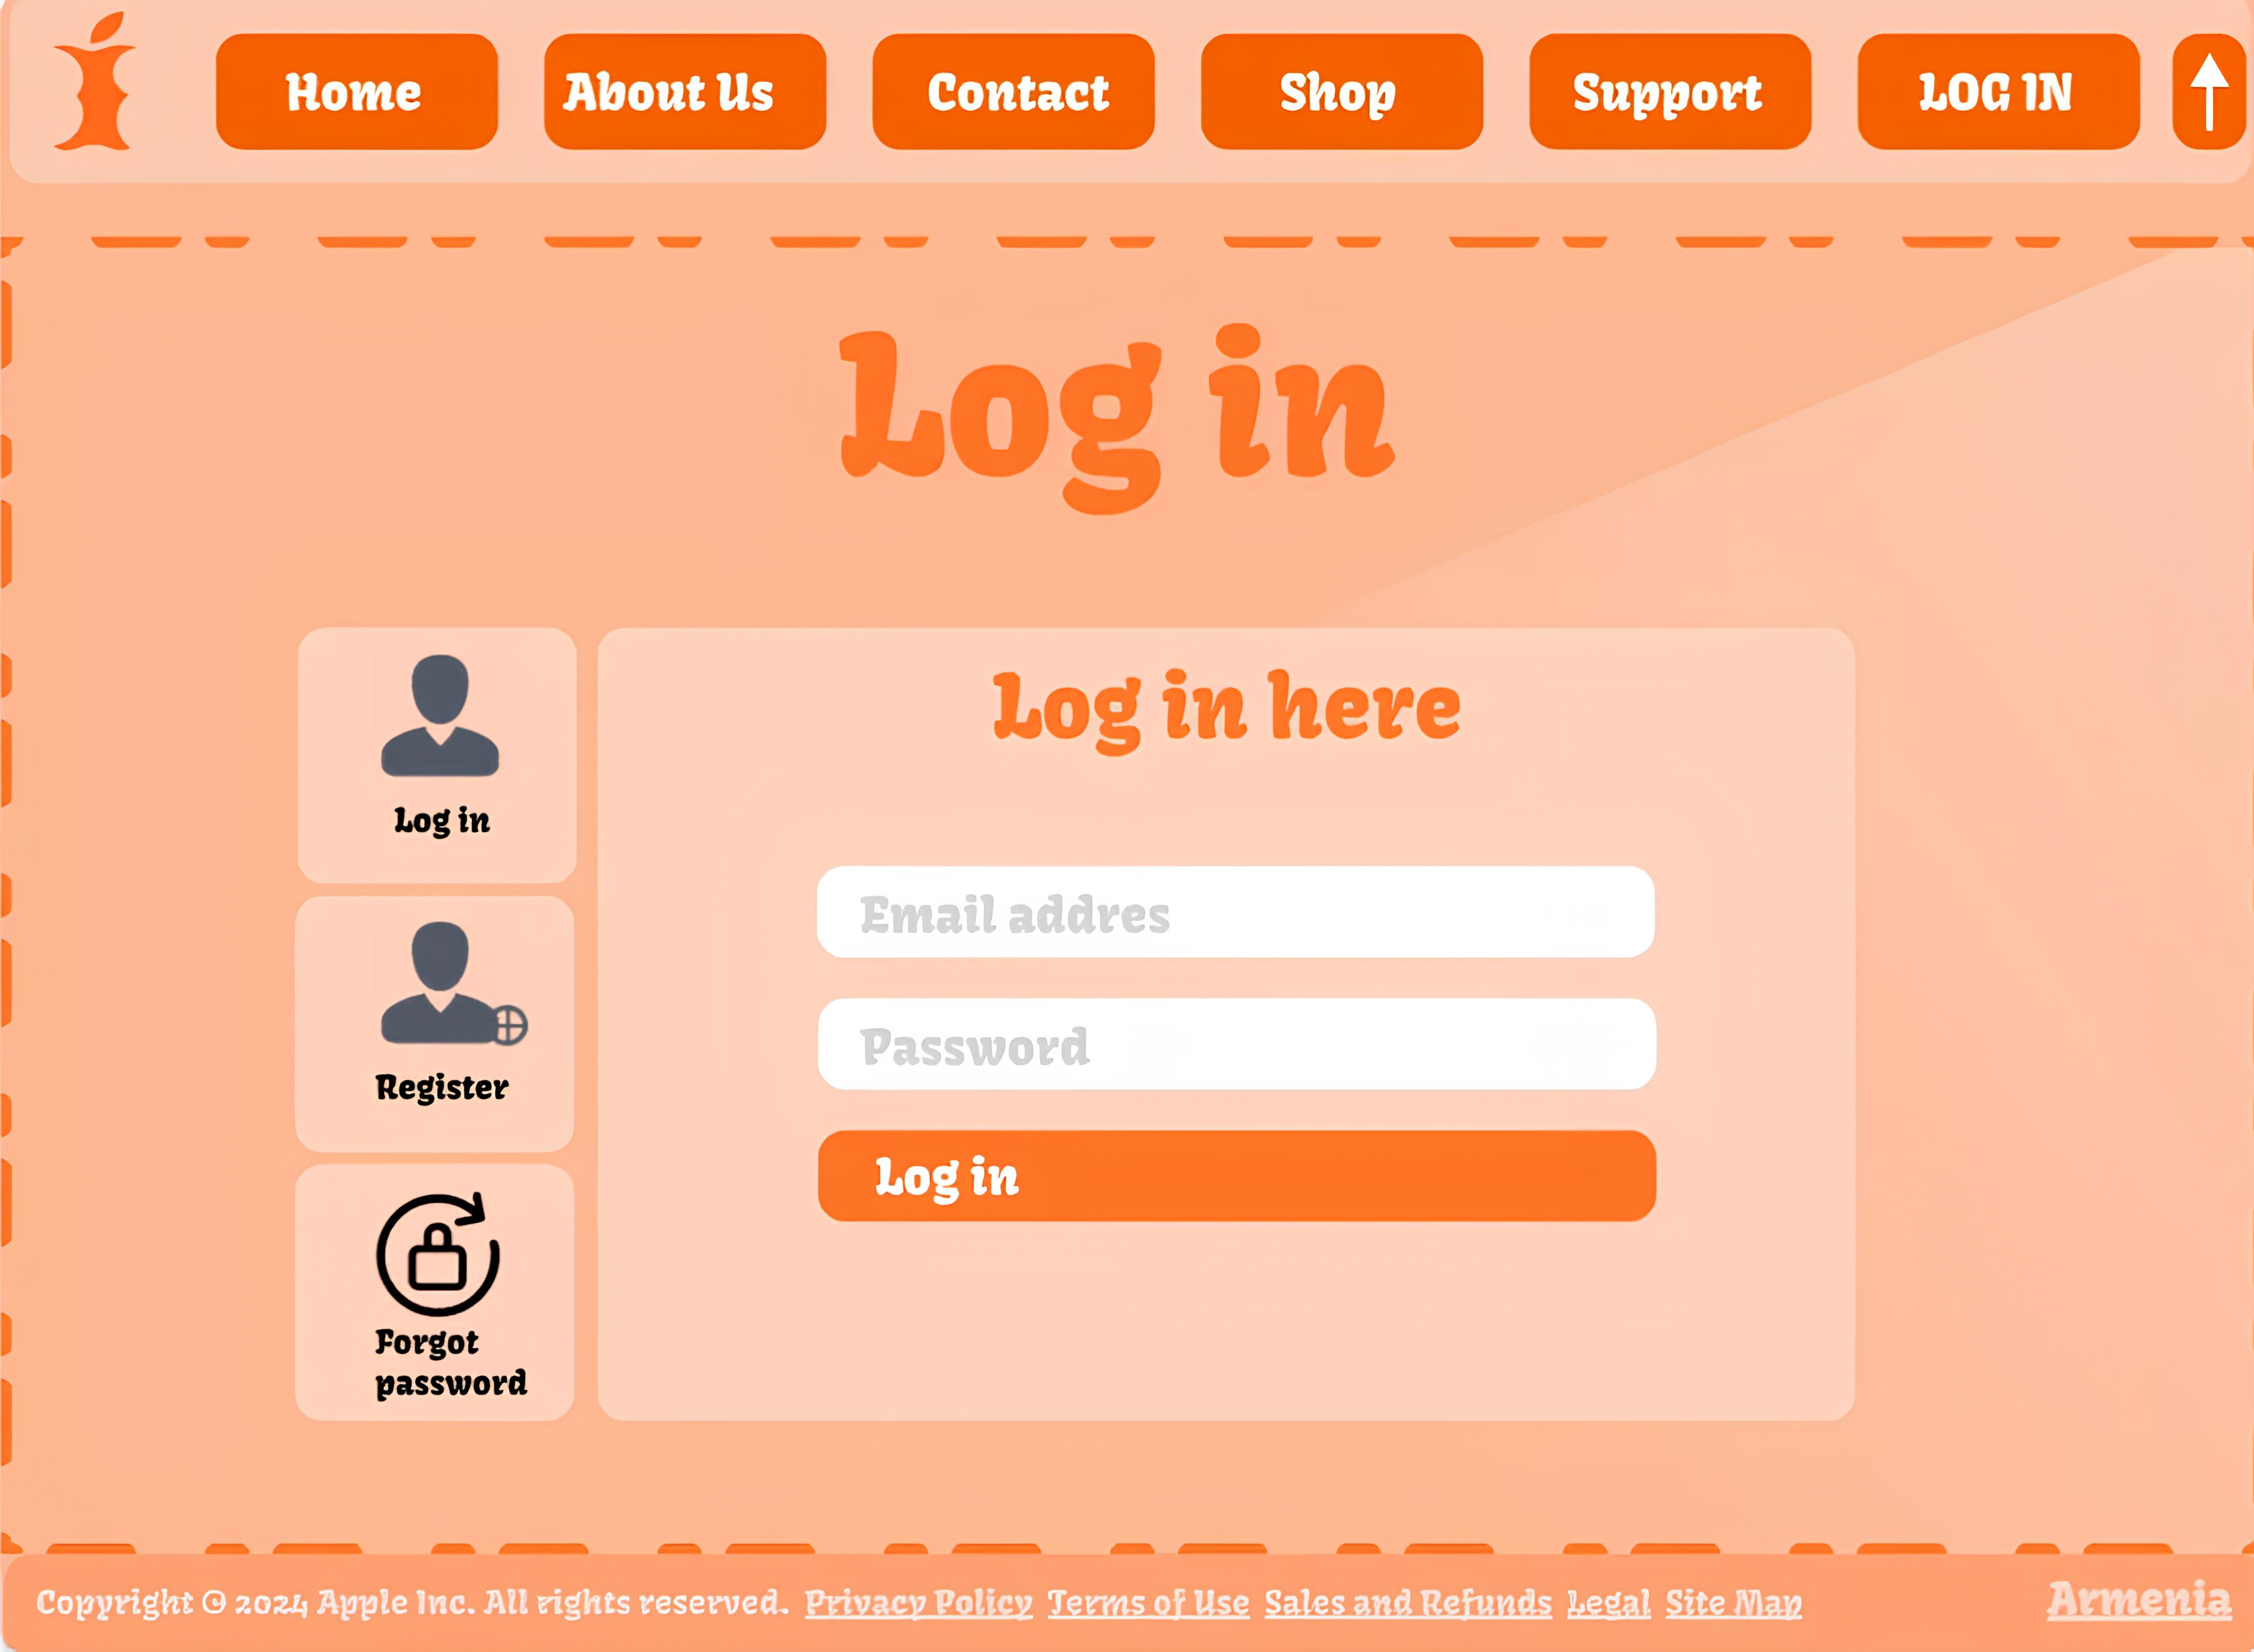 Home
About Us
Contact
Shop
Support
LOG IN
Log in
Log in
Register
Forgot
password
Log in here
Email addres
Password
Log in
Copyright © 2024 Apple Inc. All rights reserved. Privacy Policy Terms of Use Sales and Refunds Legal Site Map
Armenia